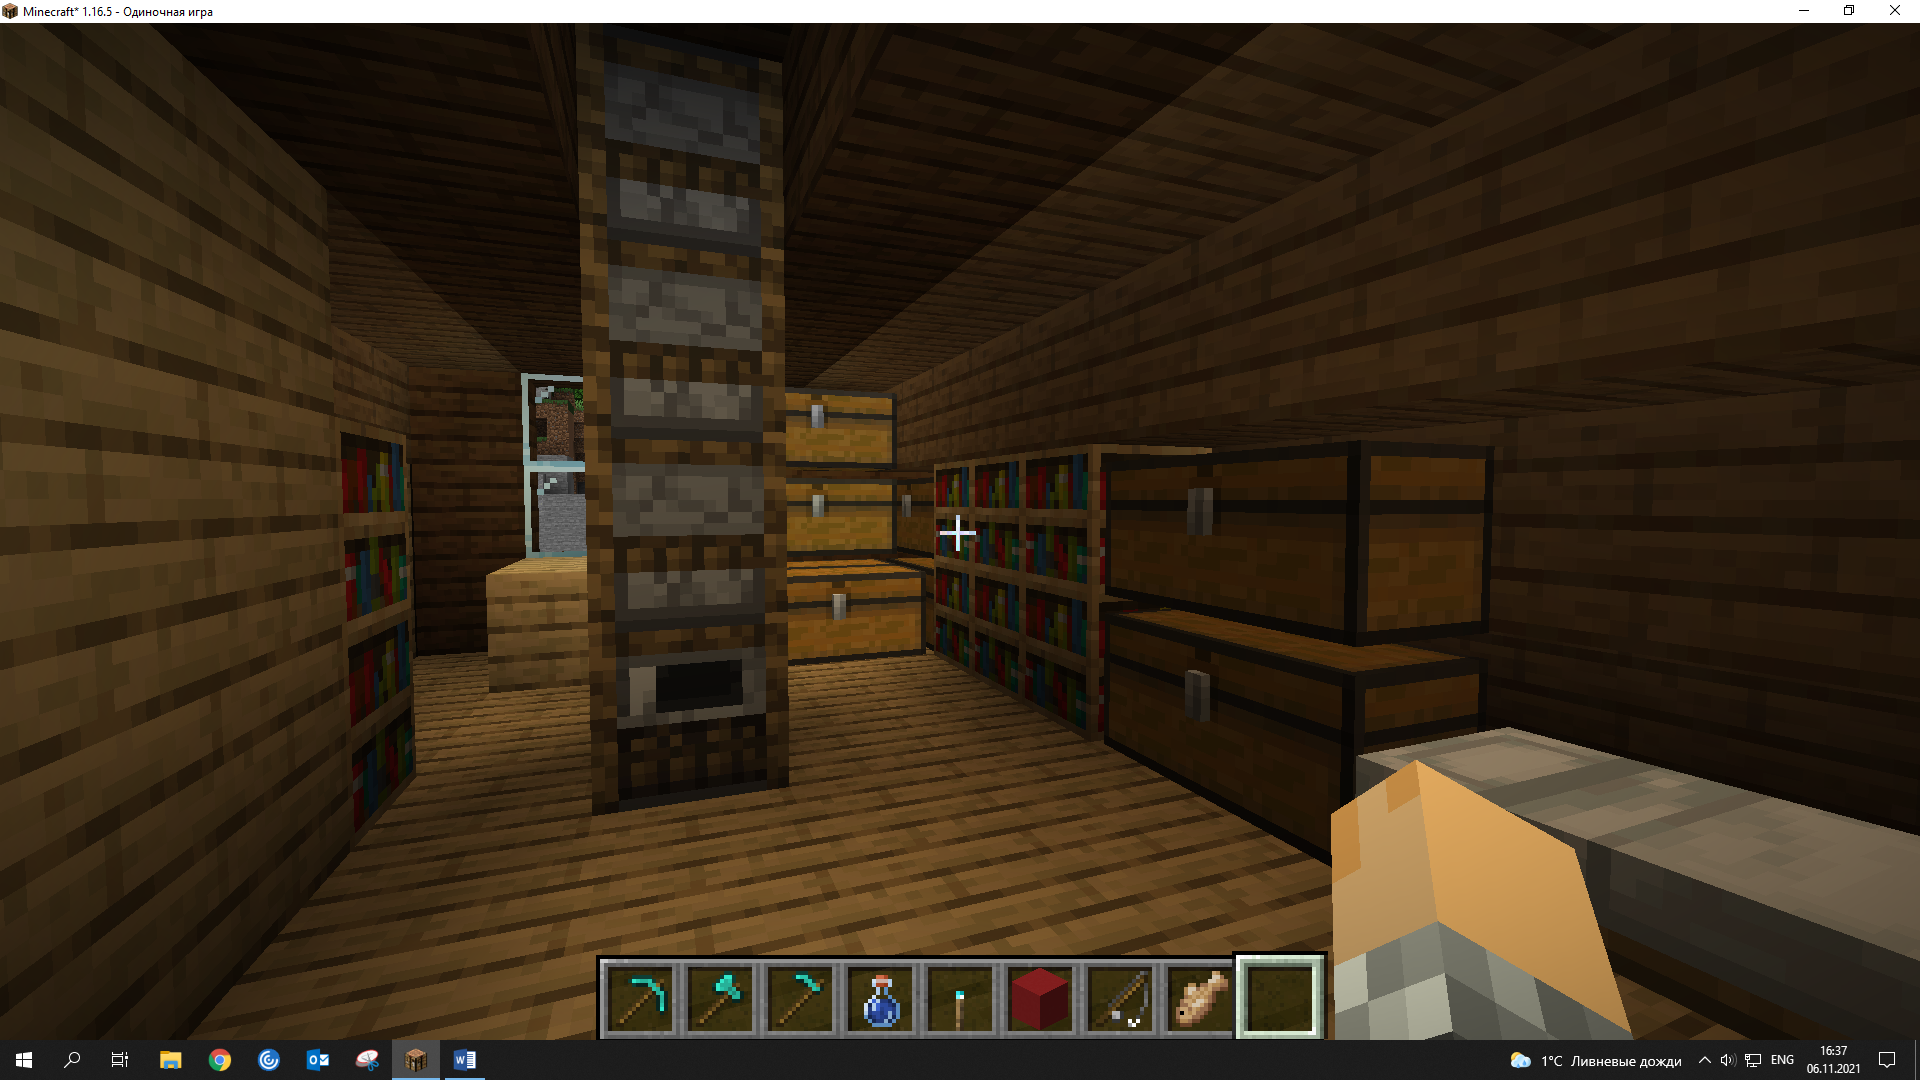 Minecraft* 1.16.5 - Одиночная игра
1°C Ливневые дожди
ENG
16:37
06.11.2021